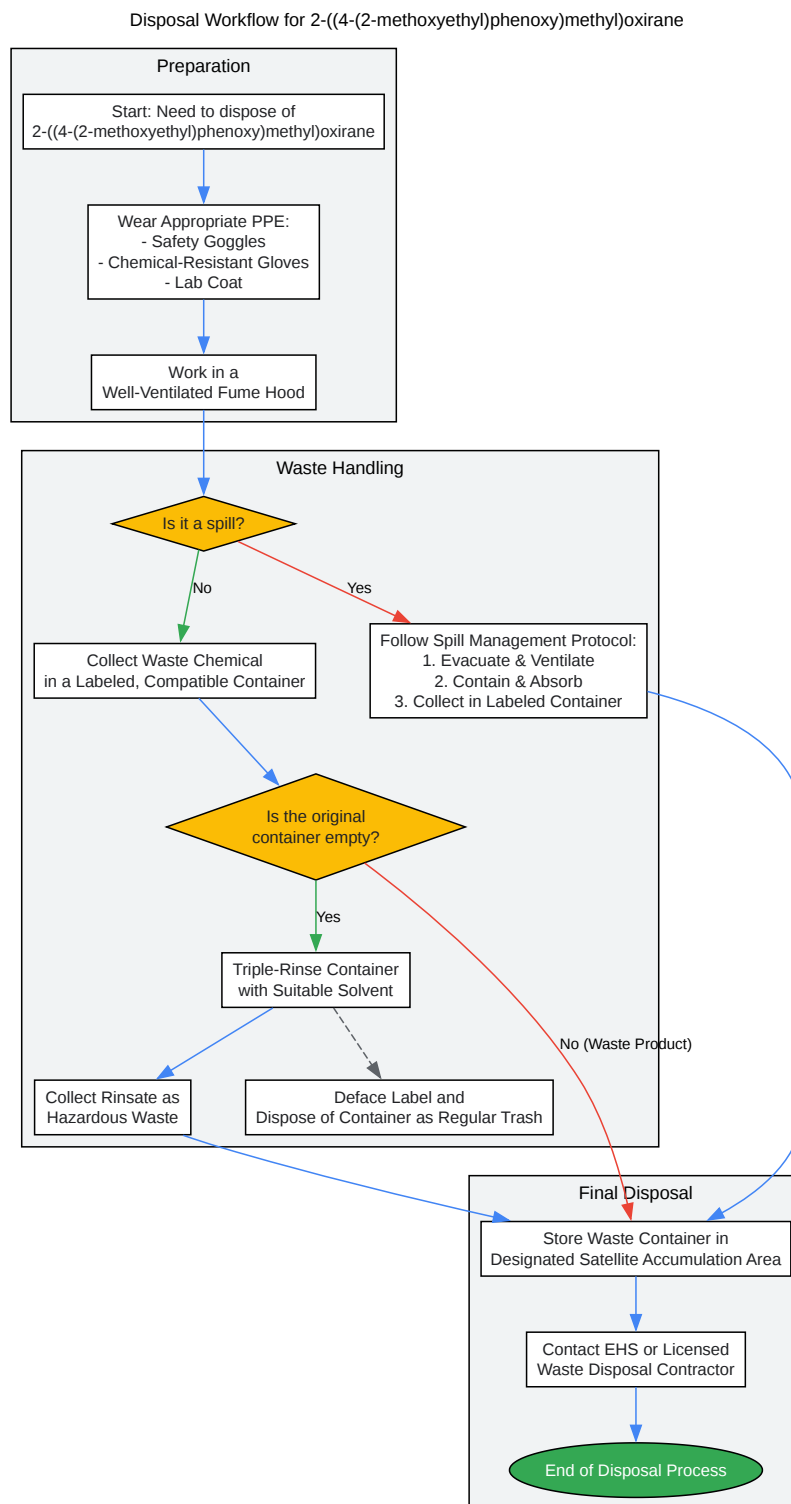 Disposal Workflow for 2-((4-(2-methoxyethyl)phenoxy)methyl)oxirane
Preparation
Start: Need to dispose of
2-((4-(2-methoxyethyl)phenoxy)methyl)oxirane
Wear Appropriate PPE:
- Safety Goggles
- Chemical-Resistant Gloves
- Lab Coat
Work in a
Well-Ventilated Fume Hood
Waste Handling
Is it a spill?
No
Yes
Collect Waste Chemical
in a Labeled, Compatible Container
Follow Spill Management Protocol:
1. Evacuate & Ventilate
2. Contain & Absorb
3. Collect in Labeled Container
Is the original
container empty?
Yes
Triple-Rinse Container
with Suitable Solvent
No (Waste Product)
Collect Rinsate as
Hazardous Waste
Deface Label and
Dispose of Container as Regular Trash
Final Disposal
Store Waste Container in
Designated Satellite Accumulation Area
Contact EHS or Licensed
Waste Disposal Contractor
End of Disposal Process